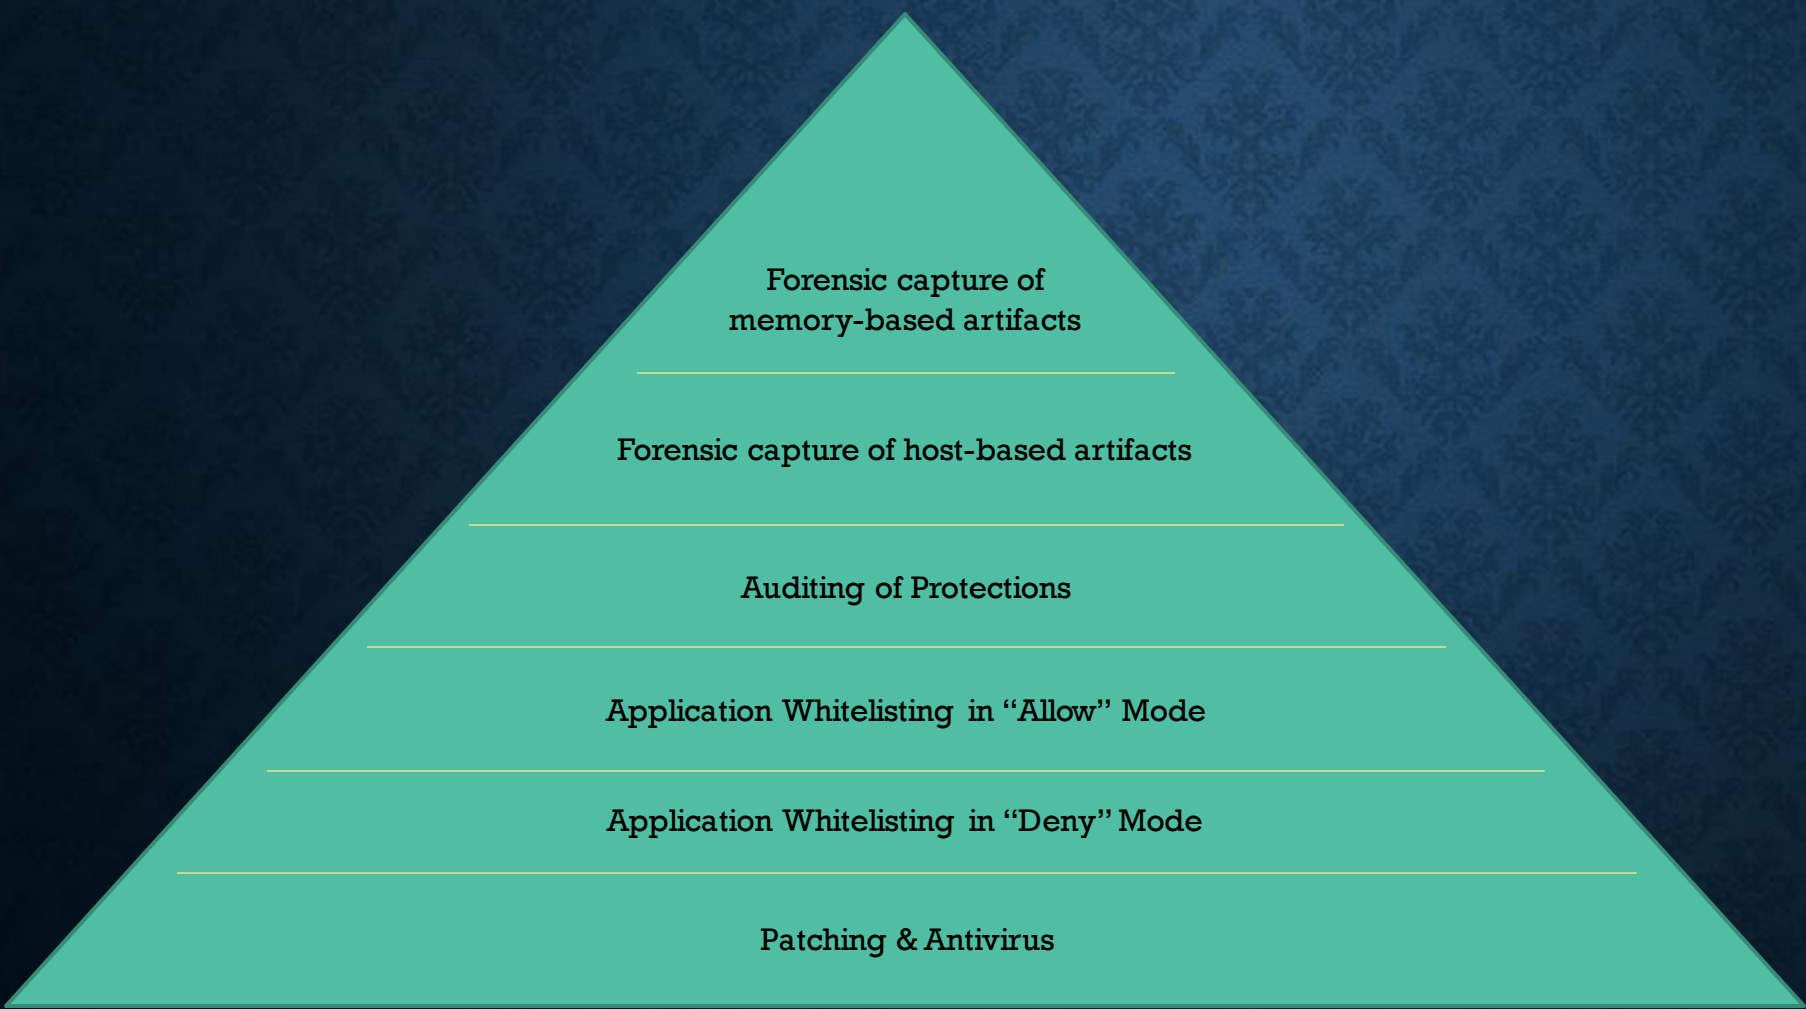 Forensic capture of
memory-based artifacts
Forensic capture of host-based artifacts
Auditing of Protections
Application Whitelisting in “Allow” Mode
Application Whitelisting in “Deny” Mode
Patching & Antivirus